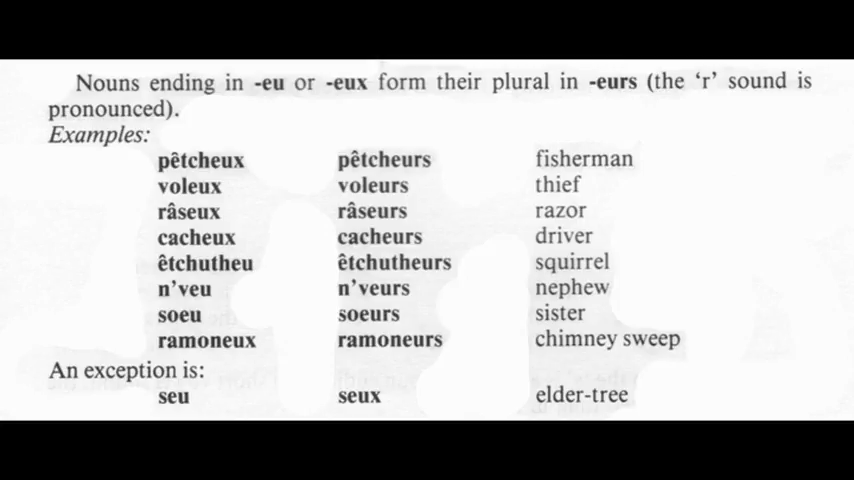 Nouns ending in -eu or -eux form their plural in -eurs (the ‘r’ sound is
pronounced).
Examples:
pêtcheux pêtcheurs fisherman
voleux voleurs thief
râseux râseurs razor
cacheux cacheurs driver
êtchutheu êtchutheurs squirrel
n’veu n’veurs nephew
soeu soeurs sister
ramoneux ramoneurs chimney sweep
An exception is:
seu seux elder-tree